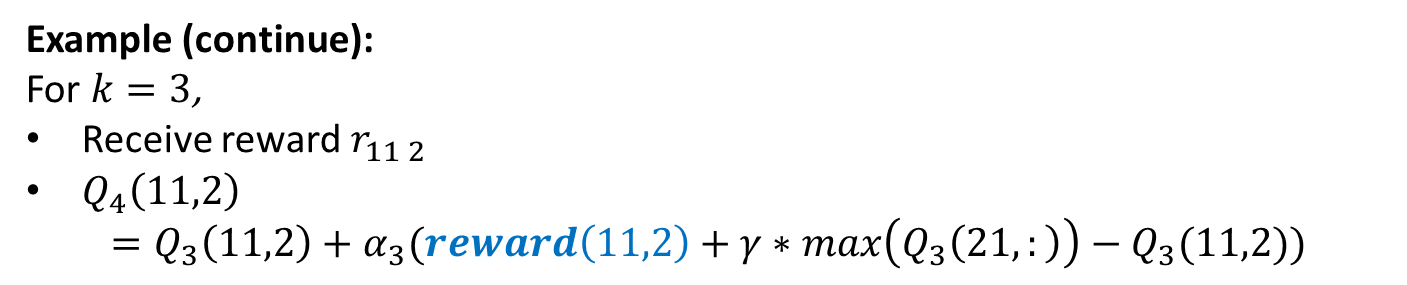 Example (continue):
For k = 3,
• Receive reward r₁₁ ₂
• Q₄(11,2)
= Q₃(11,2) + α₃(reward(11,2) + γ ∗ max(Q₃(21, : )) − Q₃(11,2))